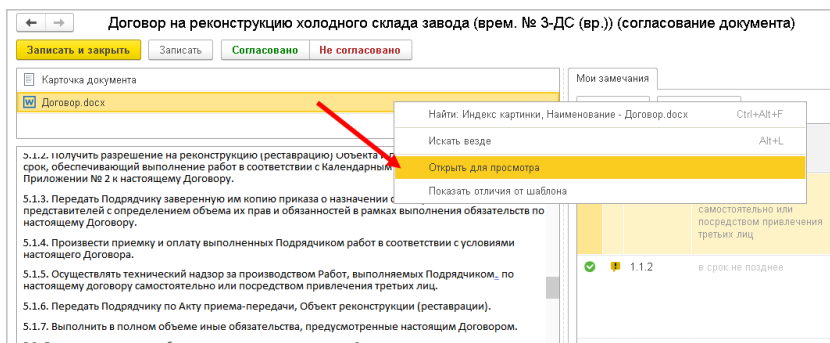 Договор на реконструкцию холодного склада завода (врем. № 3-ДС (вр.)) (согласование документа)
Записать и закрыть Записать Согласовано Не согласовано
Карточка документа
Договор.docx
Мои замечания
Найти: Индекс картинки, Наименование - Договор.docx Ctrl+Alt+F
Искать везде Alt+L
Открыть для просмотра
Показать отличия от шаблона
5.1.2. Получить разрешение на реконструкцию (реставрацию) Объекта
срок, обеспечивающий выполнение работ в соответствии с Календарным
Приложении № 2 к настоящему Договору.
5.1.3. Передать Подрядчику заверенную им копию приказа о назначении
представителей с определением объема их прав и обязанностей в рамках выполнения обязательств по
настоящему Договору.
5.1.4. Произвести приемку и оплату выполненных Подрядчиком работ в соответствии с условиями
настоящего Договора.
5.1.5. Осуществлять технический надзор за производством Работ, выполняемых Подрядчиком, по
настоящему договору самостоятельно или посредством привлечения третьих лиц.
5.1.6. Передать Подрядчику по Акту приема-передачи, Объект реконструкции (реставрации).
5.1.7. Выполнить в полном объеме иные обязательства, предусмотренные настоящим Договором.
самостоятельно или
посредством привлечения
третьих лиц
1.1.2 в срок не позднее